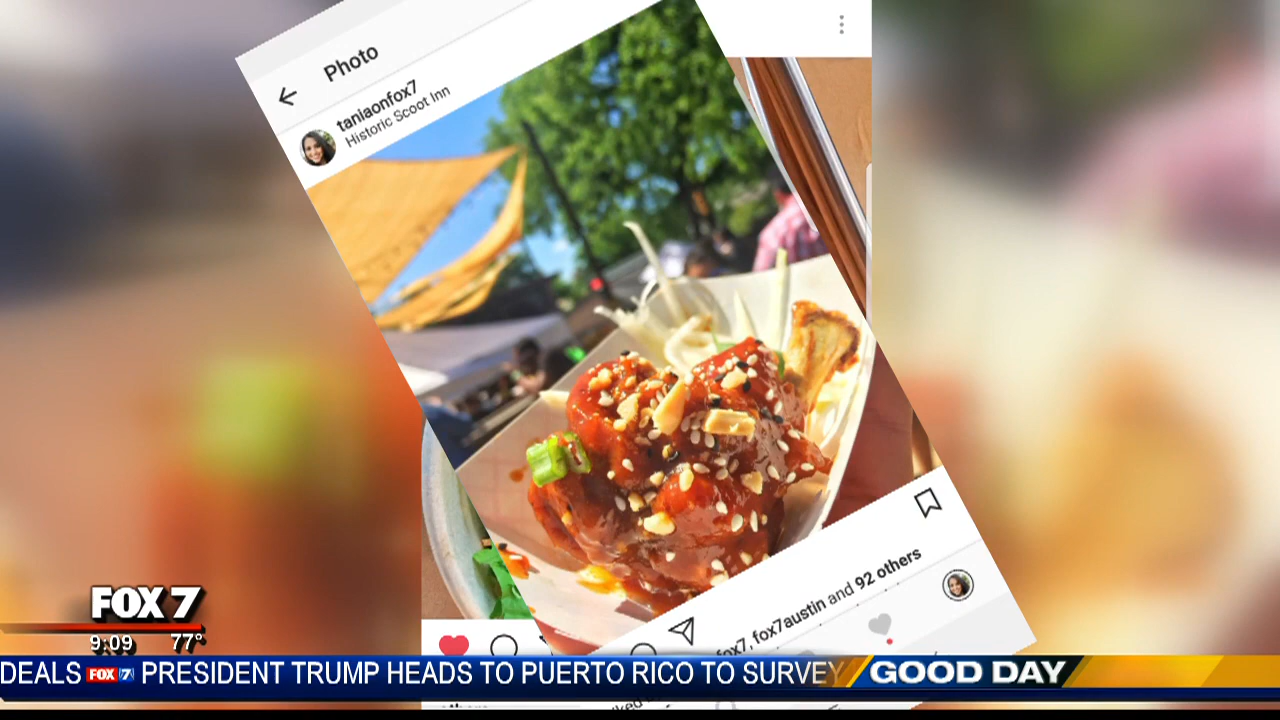 Photo
taniaonfox7
Historic Scoot Inn
fox7, fox7austin and 92 others
FOX 7
9:09 77°
DEALS FOX 7 PRESIDENT TRUMP HEADS TO PUERTO RICO TO SURVEY
GOOD DAY